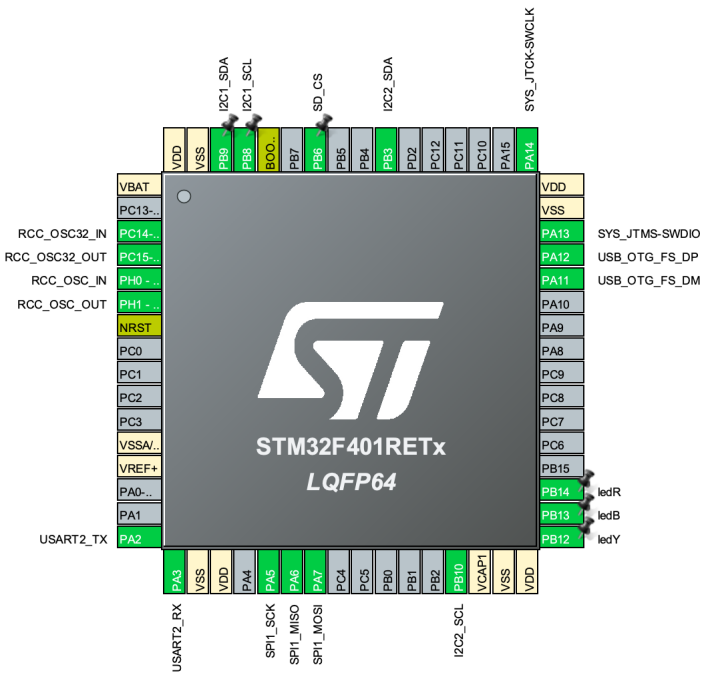 I2C1_SDA
I2C1_SCL
SD_CS
I2C2_SDA
SYS_JTCK-SWCLK
VDD
VSS
PB9
PB8
BOO..
PB7
PB6
PB5
PB4
PB3
PD2
PC12
PC11
PC10
PA15
PA14
VBAT
PC13-..
RCC_OSC32_IN PC14-..
RCC_OSC32_OUT PC15-..
RCC_OSC_IN PH0 - ..
RCC_OSC_OUT PH1 - ..
NRST
PC0
PC1
PC2
PC3
VSSA/..
VREF+
PA0-..
PA1
USART2_TX PA2
VDD
VSS
PA13 SYS_JTMS-SWDIO
PA12 USB_OTG_FS_DP
PA11 USB_OTG_FS_DM
PA10
PA9
PA8
PC9
PC8
PC7
PC6
PB15
PB14 ledR
PB13 ledB
PB12 ledY
ST
STM32F401RETx
LQFP64
PA3
VSS
VDD
PA4
PA5
PA6
PA7
PC4
PC5
PB0
PB1
PB2
PB10
VCAP1
VSS
VDD
USART2_RX
SPI1_SCK
SPI1_MISO
SPI1_MOSI
I2C2_SCL